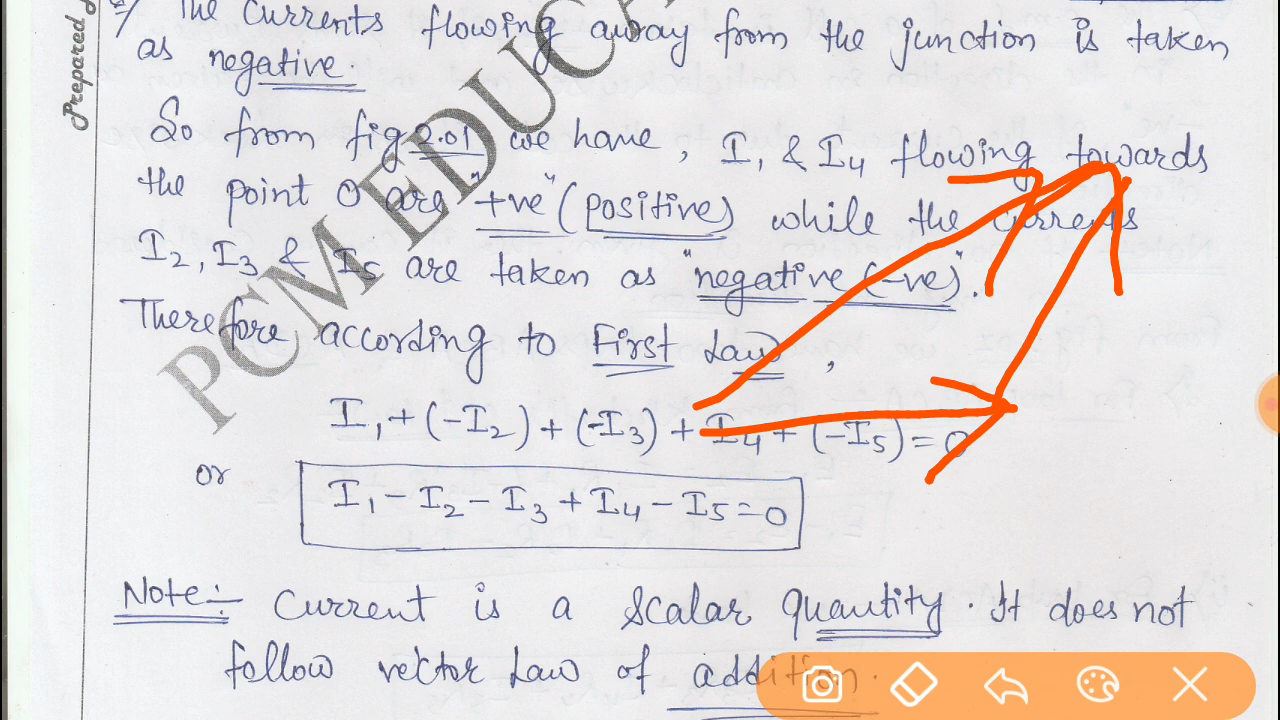 2/ The currents flowing away from the junction is taken
as negative
So from fig 2.01 we have, I₁ & I₄ flowing towards
the point O are "+ve" (positive) while the currents
I₂, I₃ & I₅ are taken as "negative (-ve)".
Therefore, according to First Law,
I₁ + (-I₂) + (-I₃) + I₄ + (-I₅) = 0
or
I₁ - I₂ - I₃ + I₄ - I₅ = 0
Note:- Current is a scalar quantity. It does not
follow vector Law of addition.
Prepared
PCM EDUC